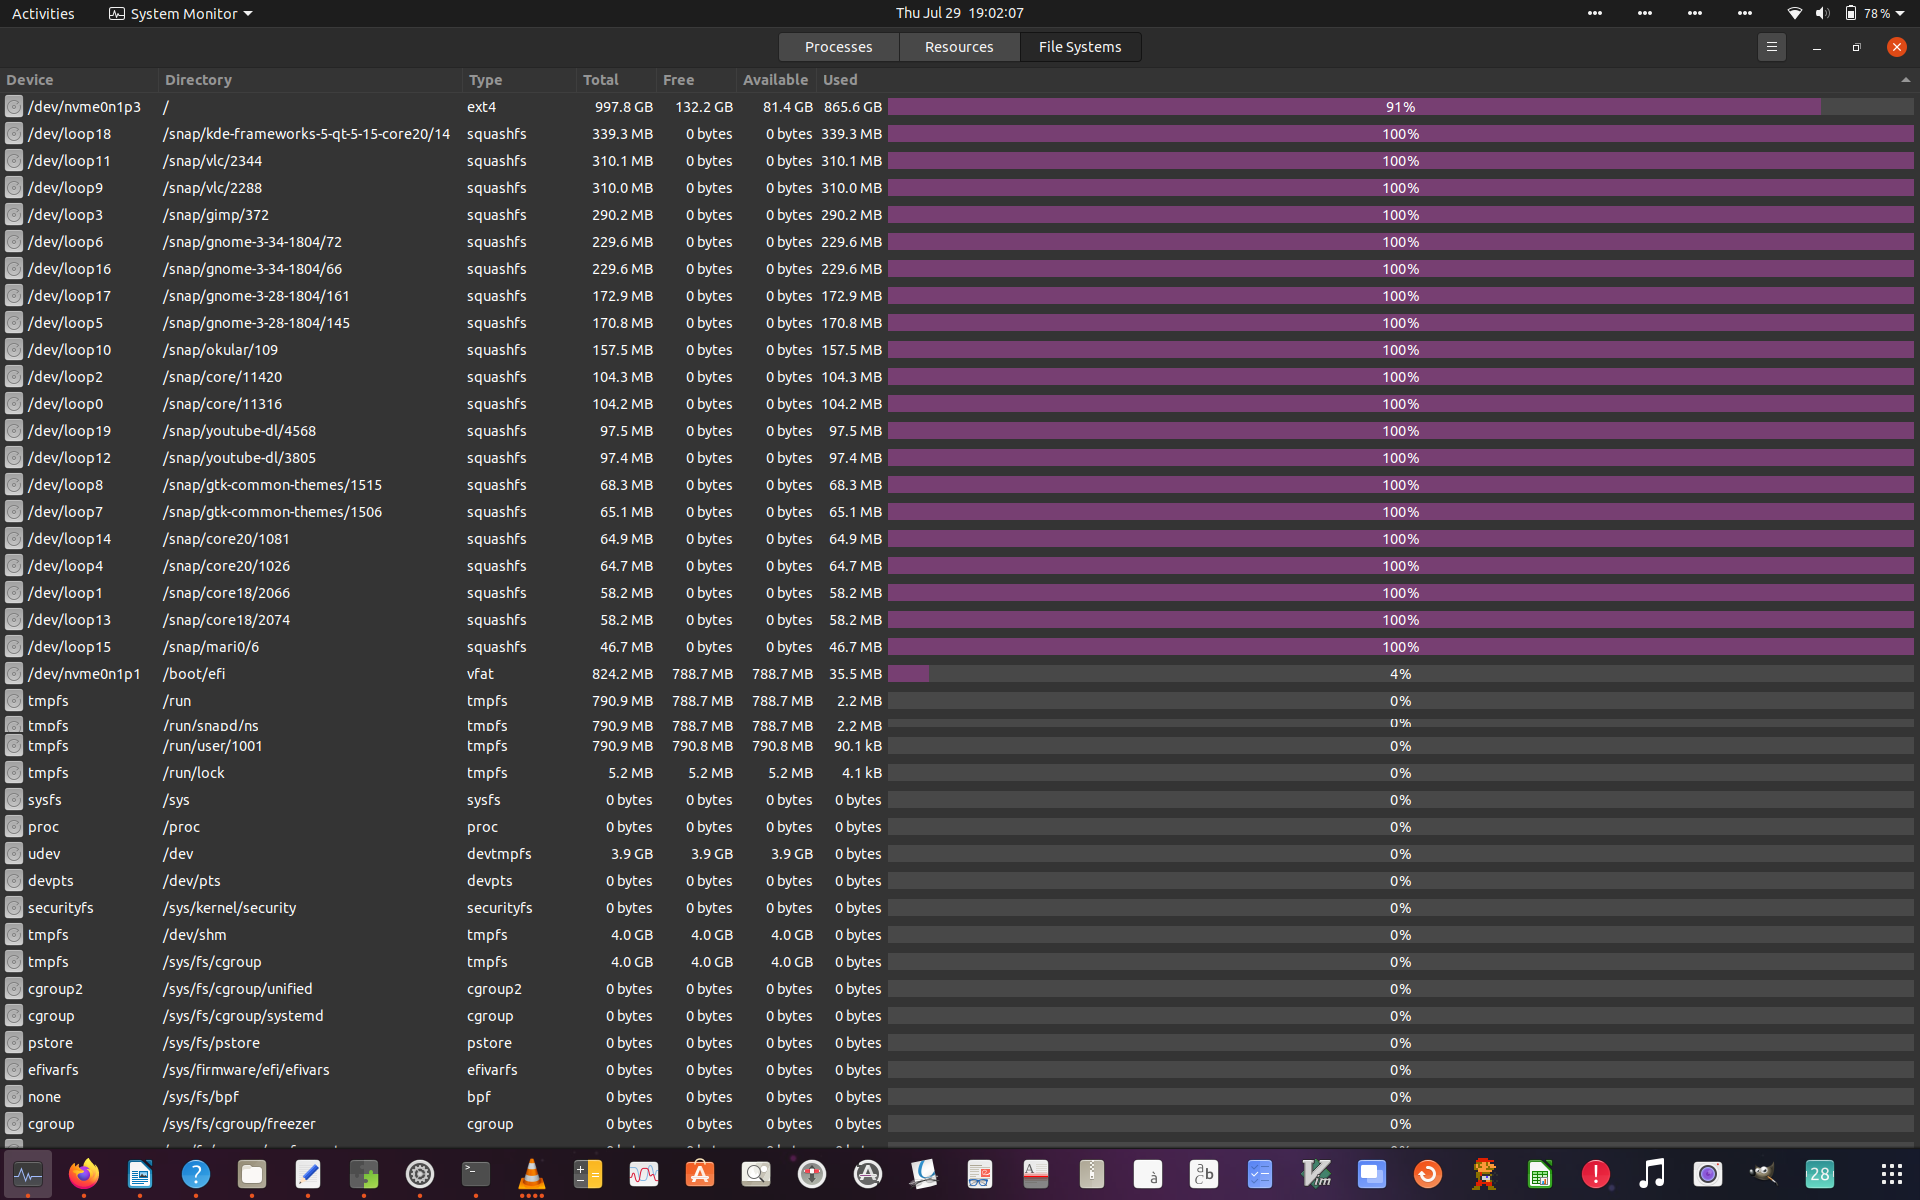 Activities System Monitor Thu Jul 29 19:02:07 78 %
Processes Resources File Systems
Device Directory Type Total Free Available Used
/dev/nvme0n1p3 / ext4 997.8 GB 132.2 GB 81.4 GB 865.6 GB 91%
/dev/loop18 /snap/kde-frameworks-5-qt-5-15-core20/14 squashfs 339.3 MB 0 bytes 0 bytes 339.3 MB 100%
/dev/loop11 /snap/vlc/2344 squashfs 310.1 MB 0 bytes 0 bytes 310.1 MB 100%
/dev/loop9 /snap/vlc/2288 squashfs 310.0 MB 0 bytes 0 bytes 310.0 MB 100%
/dev/loop3 /snap/gimp/372 squashfs 290.2 MB 0 bytes 0 bytes 290.2 MB 100%
/dev/loop6 /snap/gnome-3-34-1804/72 squashfs 229.6 MB 0 bytes 0 bytes 229.6 MB 100%
/dev/loop16 /snap/gnome-3-34-1804/66 squashfs 229.6 MB 0 bytes 0 bytes 229.6 MB 100%
/dev/loop17 /snap/gnome-3-28-1804/161 squashfs 172.9 MB 0 bytes 0 bytes 172.9 MB 100%
/dev/loop5 /snap/gnome-3-28-1804/145 squashfs 170.8 MB 0 bytes 0 bytes 170.8 MB 100%
/dev/loop10 /snap/okular/109 squashfs 157.5 MB 0 bytes 0 bytes 157.5 MB 100%
/dev/loop2 /snap/core/11420 squashfs 104.3 MB 0 bytes 0 bytes 104.3 MB 100%
/dev/loop0 /snap/core/11316 squashfs 104.2 MB 0 bytes 0 bytes 104.2 MB 100%
/dev/loop19 /snap/youtube-dl/4568 squashfs 97.5 MB 0 bytes 0 bytes 97.5 MB 100%
/dev/loop12 /snap/youtube-dl/3805 squashfs 97.4 MB 0 bytes 0 bytes 97.4 MB 100%
/dev/loop8 /snap/gtk-common-themes/1515 squashfs 68.3 MB 0 bytes 0 bytes 68.3 MB 100%
/dev/loop7 /snap/gtk-common-themes/1506 squashfs 65.1 MB 0 bytes 0 bytes 65.1 MB 100%
/dev/loop14 /snap/core20/1081 squashfs 64.9 MB 0 bytes 0 bytes 64.9 MB 100%
/dev/loop4 /snap/core20/1026 squashfs 64.7 MB 0 bytes 0 bytes 64.7 MB 100%
/dev/loop1 /snap/core18/2066 squashfs 58.2 MB 0 bytes 0 bytes 58.2 MB 100%
/dev/loop13 /snap/core18/2074 squashfs 58.2 MB 0 bytes 0 bytes 58.2 MB 100%
/dev/loop15 /snap/mari0/6 squashfs 46.7 MB 0 bytes 0 bytes 46.7 MB 100%
/dev/nvme0n1p1 /boot/efi vfat 824.2 MB 788.7 MB 788.7 MB 35.5 MB 4%
tmpfs /run tmpfs 790.9 MB 788.7 MB 788.7 MB 2.2 MB 0%
tmpfs /run/snapd/ns tmpfs 790.9 MB 788.7 MB 788.7 MB 2.2 MB 0%
tmpfs /run/user/1001 tmpfs 790.9 MB 790.8 MB 790.8 MB 90.1 kB 0%
tmpfs /run/lock tmpfs 5.2 MB 5.2 MB 5.2 MB 4.1 kB 0%
sysfs /sys sysfs 0 bytes 0 bytes 0 bytes 0 bytes 0%
proc /proc proc 0 bytes 0 bytes 0 bytes 0 bytes 0%
udev /dev devtmpfs 3.9 GB 3.9 GB 3.9 GB 0 bytes 0%
devpts /dev/pts devpts 0 bytes 0 bytes 0 bytes 0 bytes 0%
securityfs /sys/kernel/security securityfs 0 bytes 0 bytes 0 bytes 0 bytes 0%
tmpfs /dev/shm tmpfs 4.0 GB 4.0 GB 4.0 GB 0 bytes 0%
tmpfs /sys/fs/cgroup tmpfs 4.0 GB 4.0 GB 4.0 GB 0 bytes 0%
cgroup2 /sys/fs/cgroup/unified cgroup2 0 bytes 0 bytes 0 bytes 0 bytes 0%
cgroup /sys/fs/cgroup/systemd cgroup 0 bytes 0 bytes 0 bytes 0 bytes 0%
pstore /sys/fs/pstore pstore 0 bytes 0 bytes 0 bytes 0 bytes 0%
efivarfs /sys/firmware/efi/efivars efivarfs 0 bytes 0 bytes 0 bytes 0 bytes 0%
none /sys/fs/bpf bpf 0 bytes 0 bytes 0 bytes 0 bytes 0%
cgroup /sys/fs/cgroup/freezer cgroup 0 bytes 0 bytes 0 bytes 0 bytes 0%
28